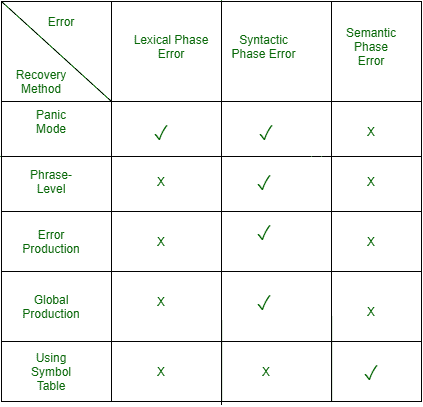 Error
Recovery
Method
Lexical Phase
Error
Syntactic
Phase Error
Semantic
Phase
Error
Panic
Mode
✓ ✓ X
Phrase-
Level
X ✓ X
Error
Production
X ✓ X
Global
Production
X ✓ X
Using
Symbol
Table
X X ✓